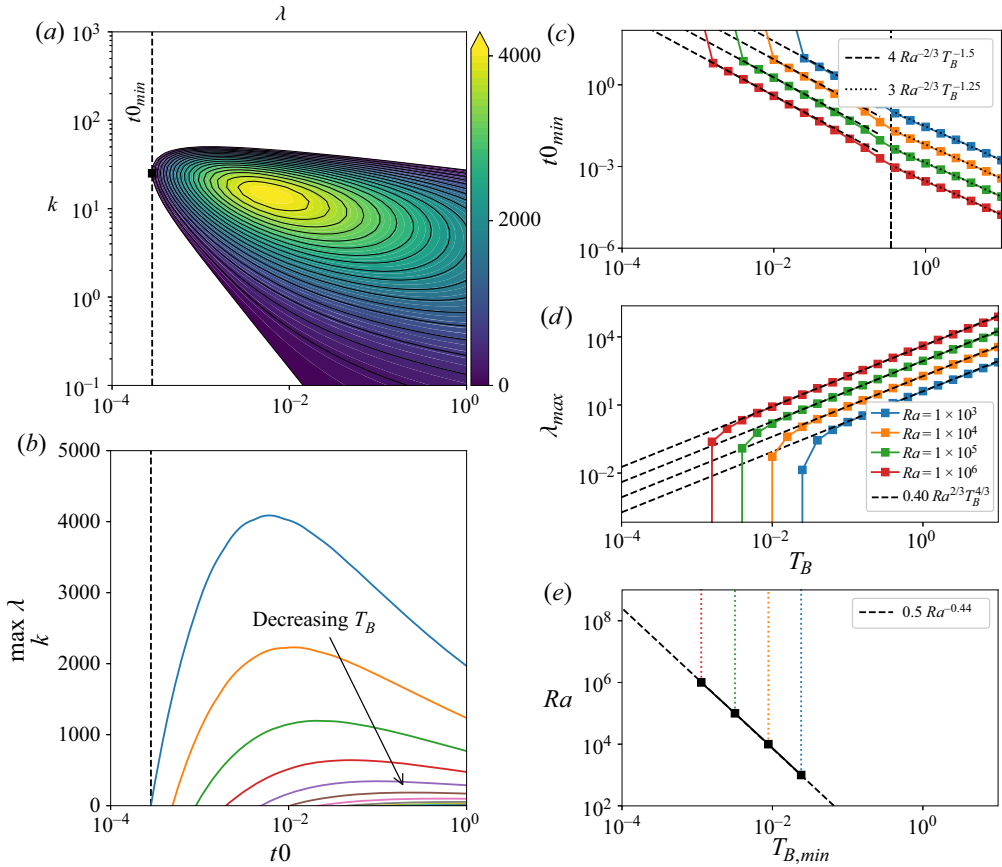 (a)
λ
t0_min
10^3
10^2
k
10^1
10^0
10^−1
10^−4
10^−2
10^0
4000
2000
0
(b)
5000
4000
3000
2000
1000
0
max λ
k
Decreasing T_B
10^−4
10^−2
10^0
t0
(c)
4 Ra^−2/3 T_B^−1.5
3 Ra^−2/3 T_B^−1.25
t0_min
10^0
10^−3
10^−6
10^−4
10^−2
10^0
(d)
λ_max
10^4
10^1
10^−2
Ra = 1 × 10^3
Ra = 1 × 10^4
Ra = 1 × 10^5
Ra = 1 × 10^6
0.40 Ra^2/3 T_B^4/3
10^−4
10^−2
10^0
T_B
(e)
0.5 Ra^−0.44
Ra
10^8
10^6
10^4
10^2
10^−4
10^−2
10^0
T_B,min